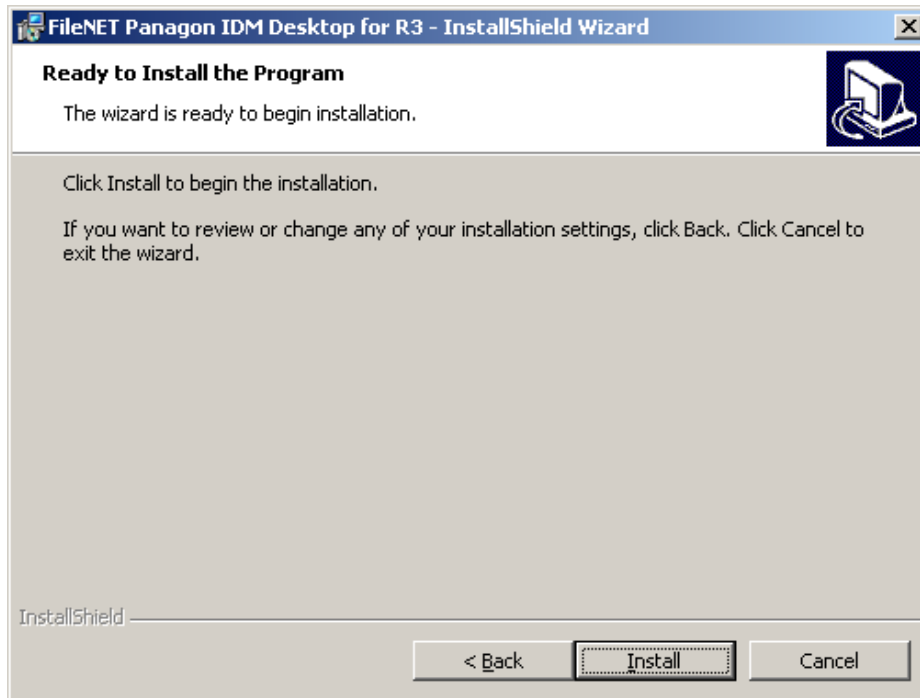 FileNET Panagon IDM Desktop for R3 - InstallShield Wizard
Ready to Install the Program
The wizard is ready to begin installation.
Click Install to begin the installation.
If you want to review or change any of your installation settings, click Back. Click Cancel to
exit the wizard.
InstallShield
< Back Install Cancel